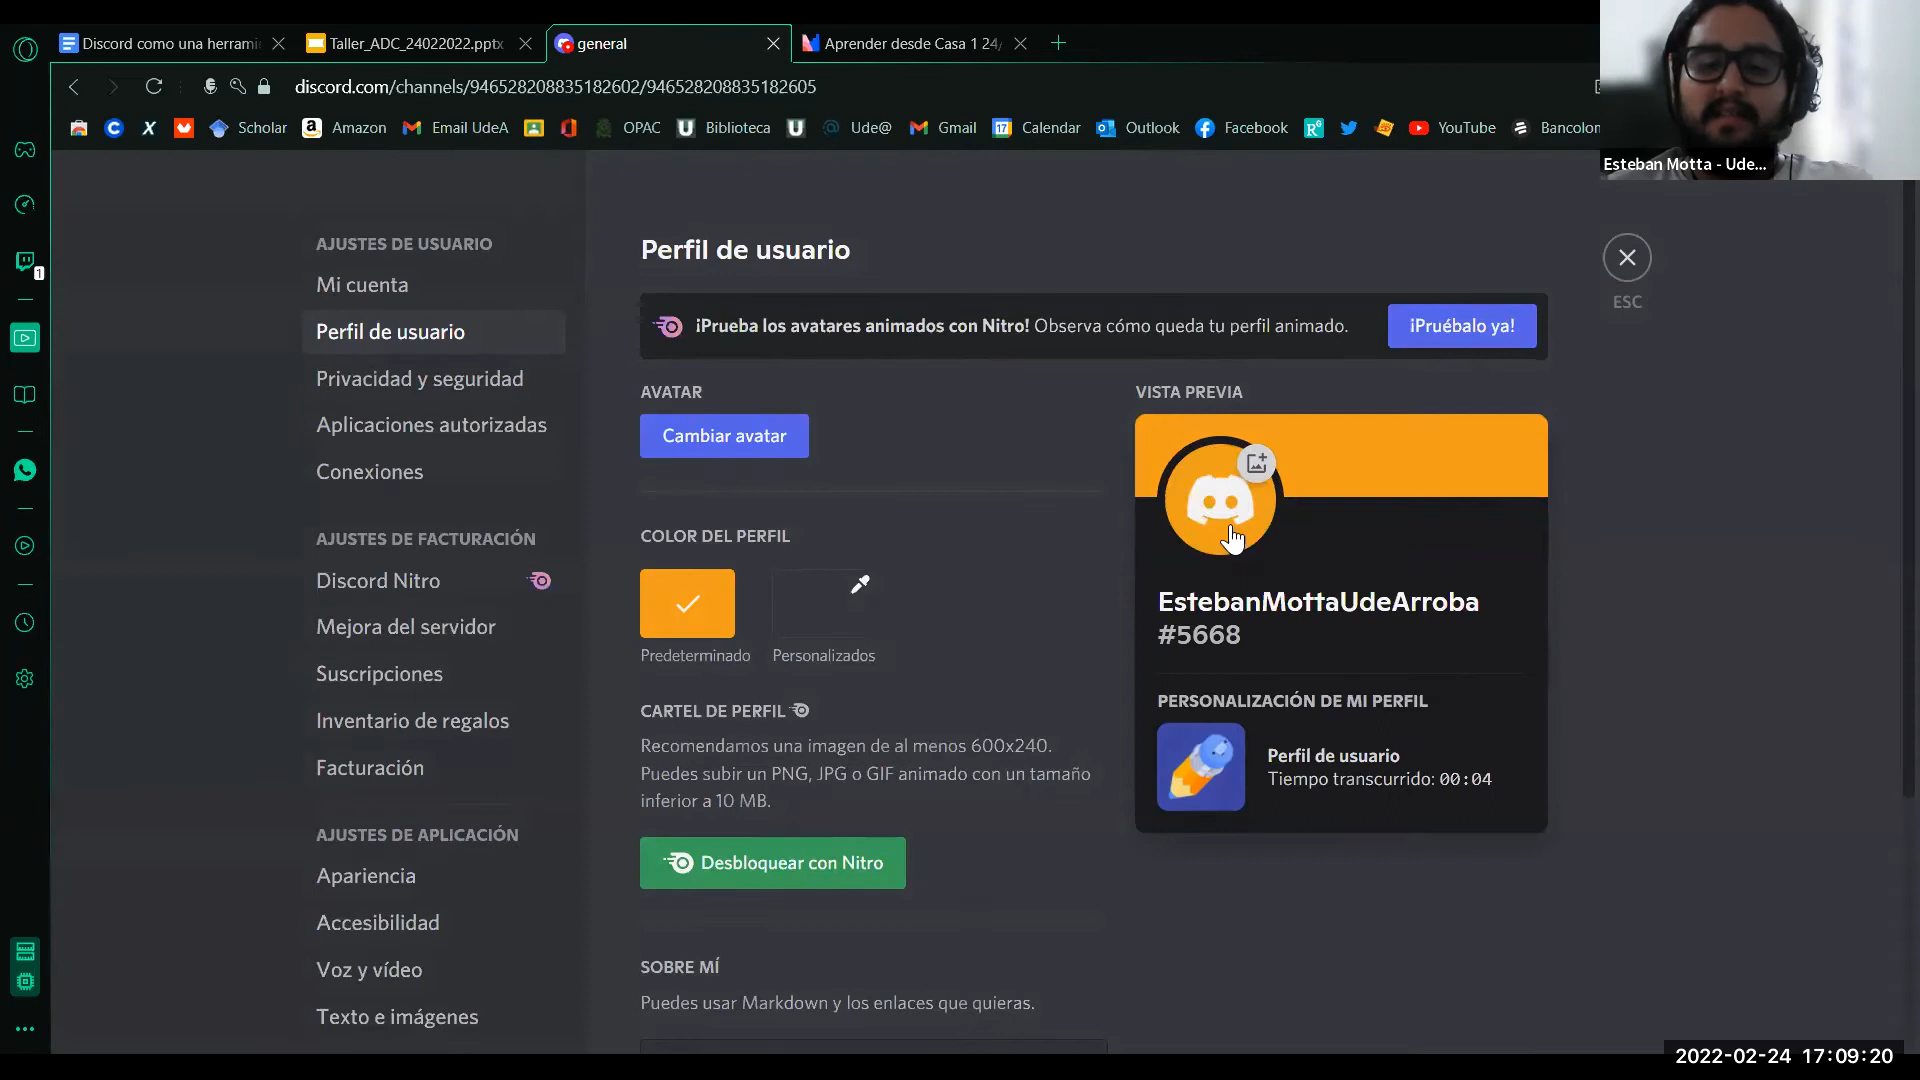 Discord como una herrami
Taller_ADC_24022022.pptx
general
Aprender desde Casa 1 24/
discord.com/channels/946528208835182602/946528208835182605
Scholar
Amazon
Email UdeA
OPAC
Biblioteca
Ude@
Gmail
Calendar
Outlook
Facebook
YouTube
Bancolon
Esteban Motta - Ude...
1
AJUSTES DE USUARIO
Mi cuenta
Perfil de usuario
Privacidad y seguridad
Aplicaciones autorizadas
Conexiones
AJUSTES DE FACTURACIÓN
Discord Nitro
Mejora del servidor
Suscripciones
Inventario de regalos
Facturación
AJUSTES DE APLICACIÓN
Apariencia
Accesibilidad
Voz y vídeo
Texto e imágenes
Perfil de usuario
¡Prueba los avatares animados con Nitro! Observa cómo queda tu perfil animado.
¡Pruébalo ya!
ESC
AVATAR
Cambiar avatar
COLOR DEL PERFIL
Predeterminado
Personalizados
CARTEL DE PERFIL
Recomendamos una imagen de al menos 600x240.
Puedes subir un PNG, JPG o GIF animado con un tamaño
inferior a 10 MB.
Desbloquear con Nitro
SOBRE MÍ
Puedes usar Markdown y los enlaces que quieras.
VISTA PREVIA
EstebanMottaUdeArroba
#5668
PERSONALIZACIÓN DE MI PERFIL
Perfil de usuario
Tiempo transcurrido: 00:04
2022-02-24 17:09:20